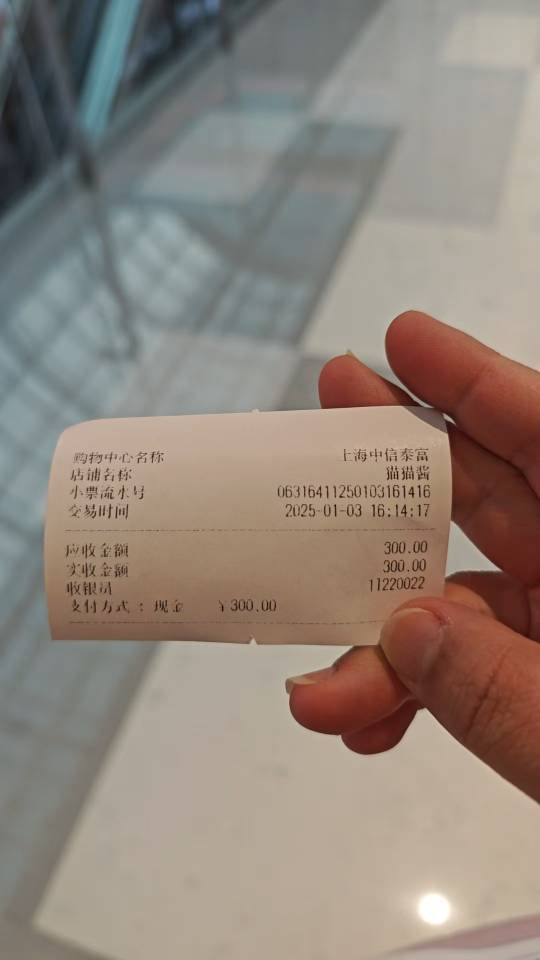 购物中心名称 上海中信泰富
店铺名称 猫猫酱
小票流水号 06316411250103161416
交易时间 2025-01-03 16:14:17
应收金额 300.00
实收金额 300.00
收银员 11220022
支付方式 : 现金 ¥300.00